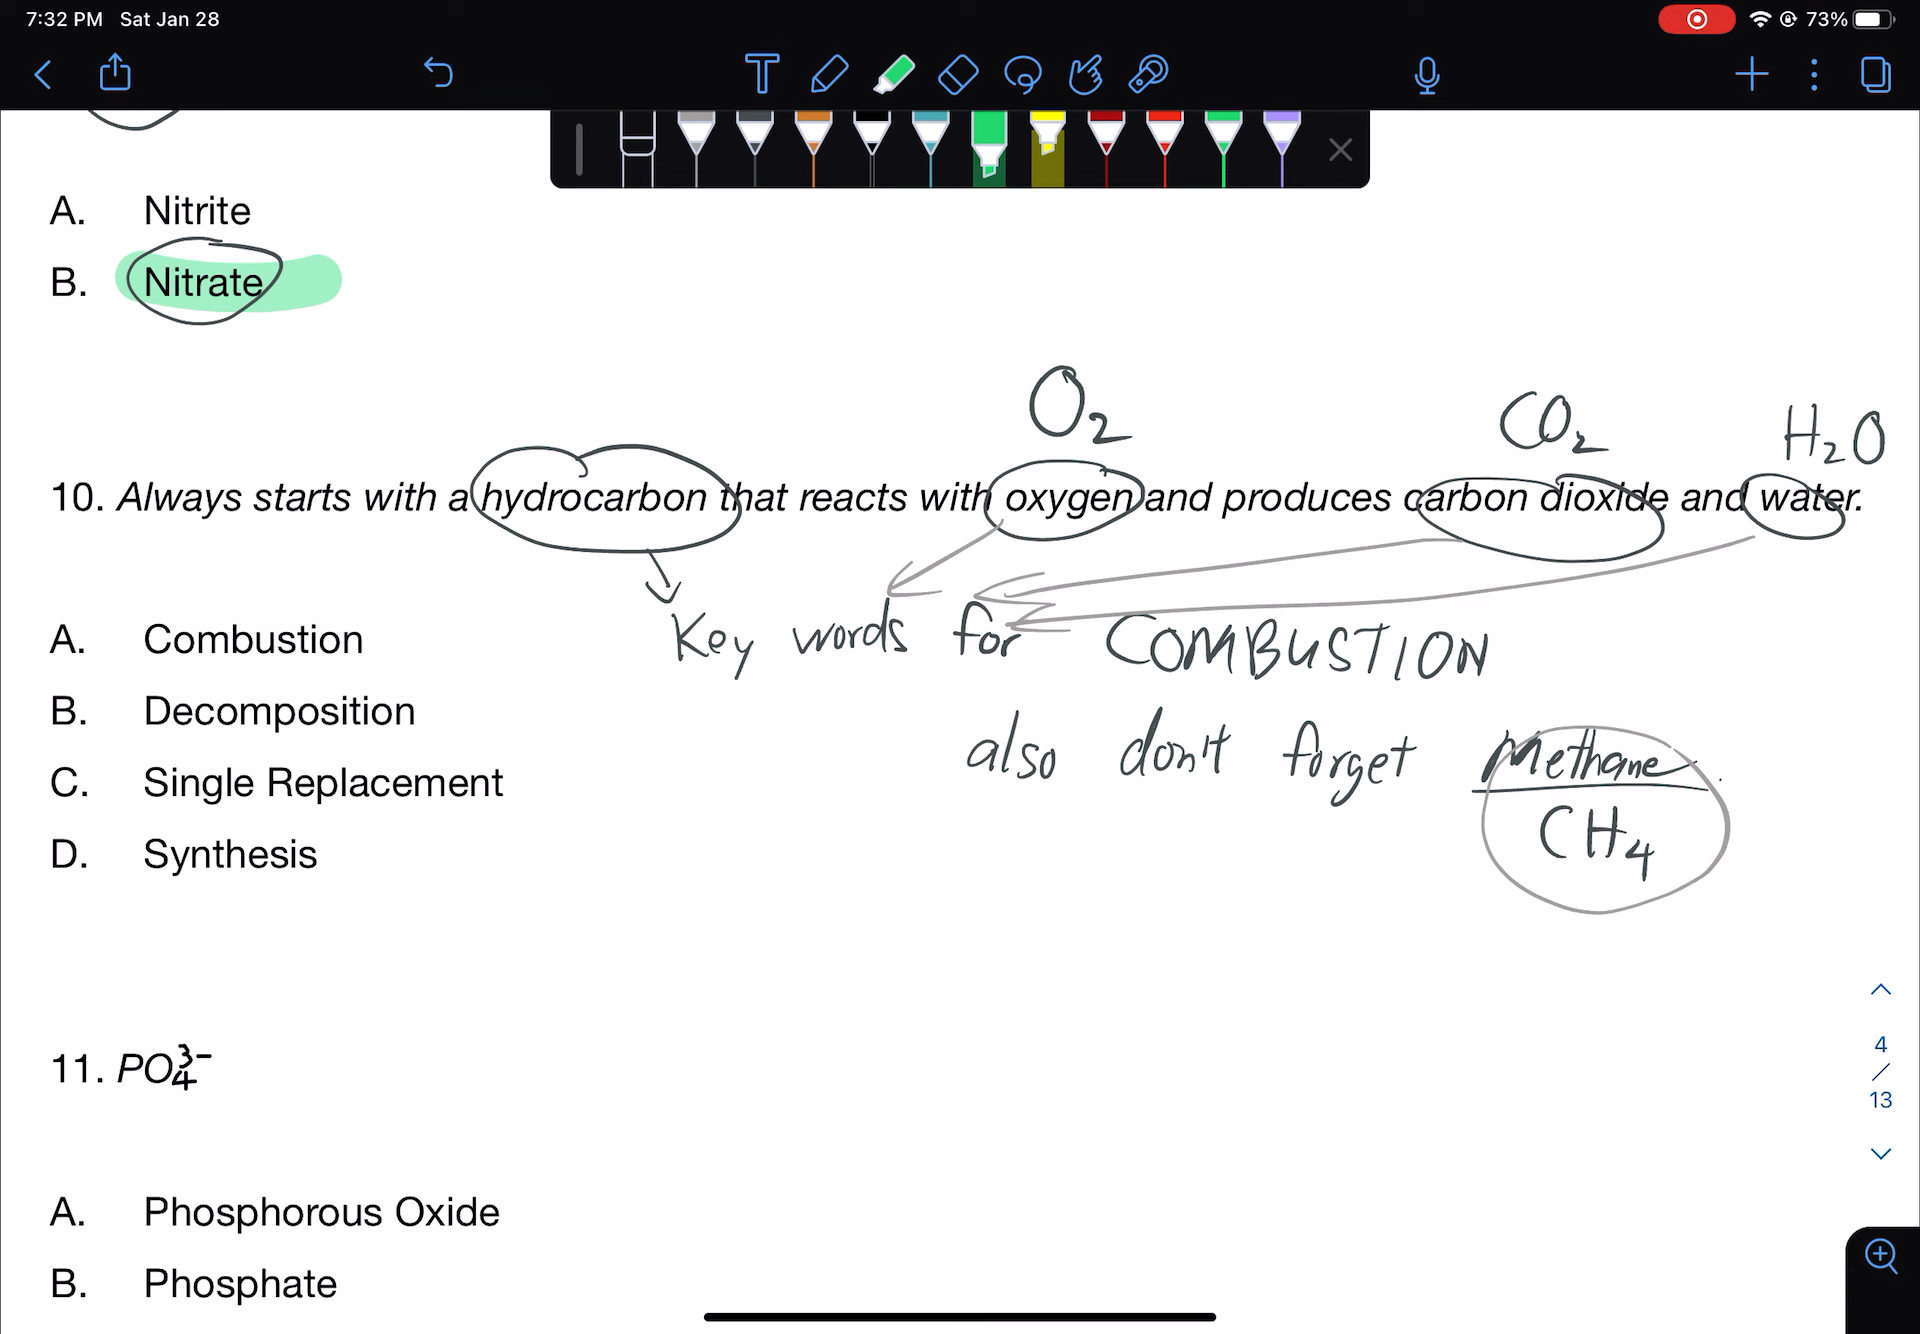 7:32 PM Sat Jan 28
73%
A. Nitrite
B. Nitrate
O₂
CO₂
H₂O
10. Always starts with a hydrocarbon that reacts with oxygen and produces carbon dioxide and water.
Key words for COMBUSTION
A. Combustion
B. Decomposition
also don't forget Methane
C. Single Replacement
CH₄
D. Synthesis
4
/
13
11. PO₄³⁻
A. Phosphorous Oxide
B. Phosphate